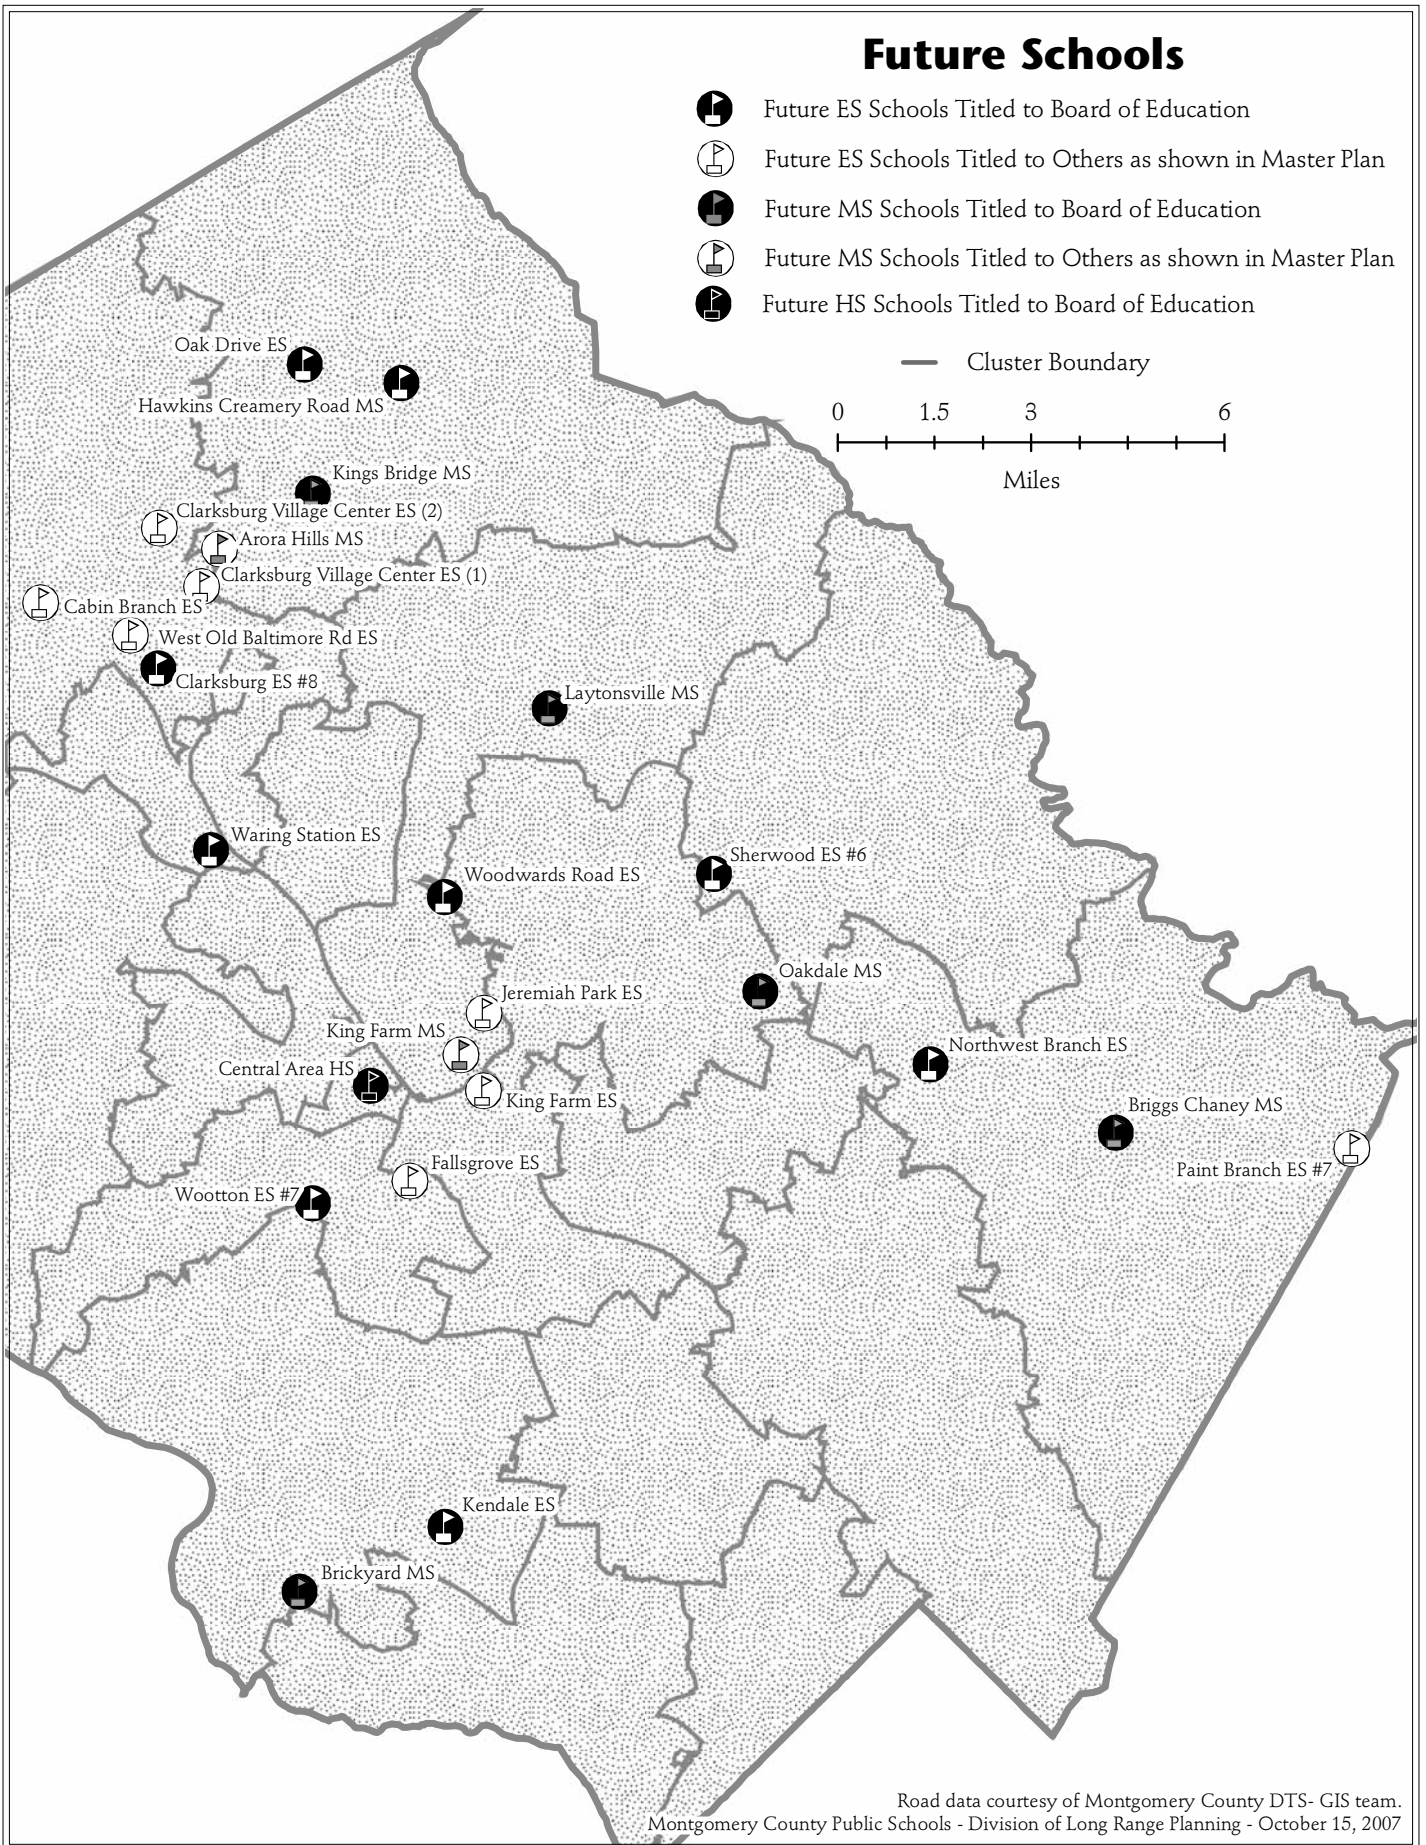 Future Schools
Future ES Schools Titled to Board of Education
Future ES Schools Titled to Others as shown in Master Plan
Future MS Schools Titled to Board of Education
Future MS Schools Titled to Others as shown in Master Plan
Future HS Schools Titled to Board of Education
Cluster Boundary
0 1.5 3 6
Miles
Oak Drive ES
Hawkins Creamery Road MS
Kings Bridge MS
Clarksburg Village Center ES (2)
Arora Hills MS
Clarksburg Village Center ES (1)
Cabin Branch ES
West Old Baltimore Rd ES
Clarksburg ES #8
Laytonsville MS
Waring Station ES
Sherwood ES #6
Woodwards Road ES
Oakdale MS
Jeremiah Park ES
King Farm MS
Northwest Branch ES
Central Area HS
King Farm ES
Briggs Chaney MS
Fallsgrove ES
Paint Branch ES #7
Wootton ES #7
Kendale ES
Brickyard MS
Road data courtesy of Montgomery County DTS- GIS team.
Montgomery County Public Schools - Division of Long Range Planning - October 15, 2007